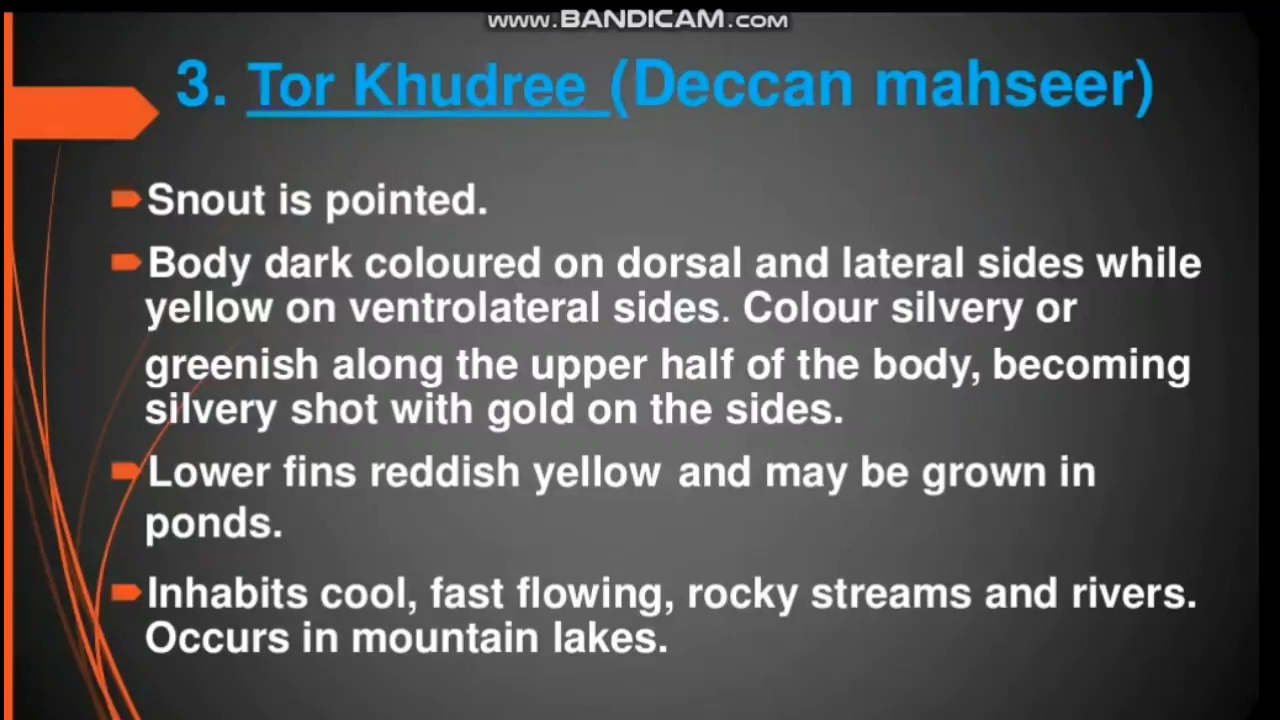 www.BANDICAM.com
3. Tor Khudree (Deccan mahseer)
Snout is pointed.
Body dark coloured on dorsal and lateral sides while
yellow on ventrolateral sides. Colour silvery or
greenish along the upper half of the body, becoming
silvery shot with gold on the sides.
Lower fins reddish yellow and may be grown in
ponds.
Inhabits cool, fast flowing, rocky streams and rivers.
Occurs in mountain lakes.